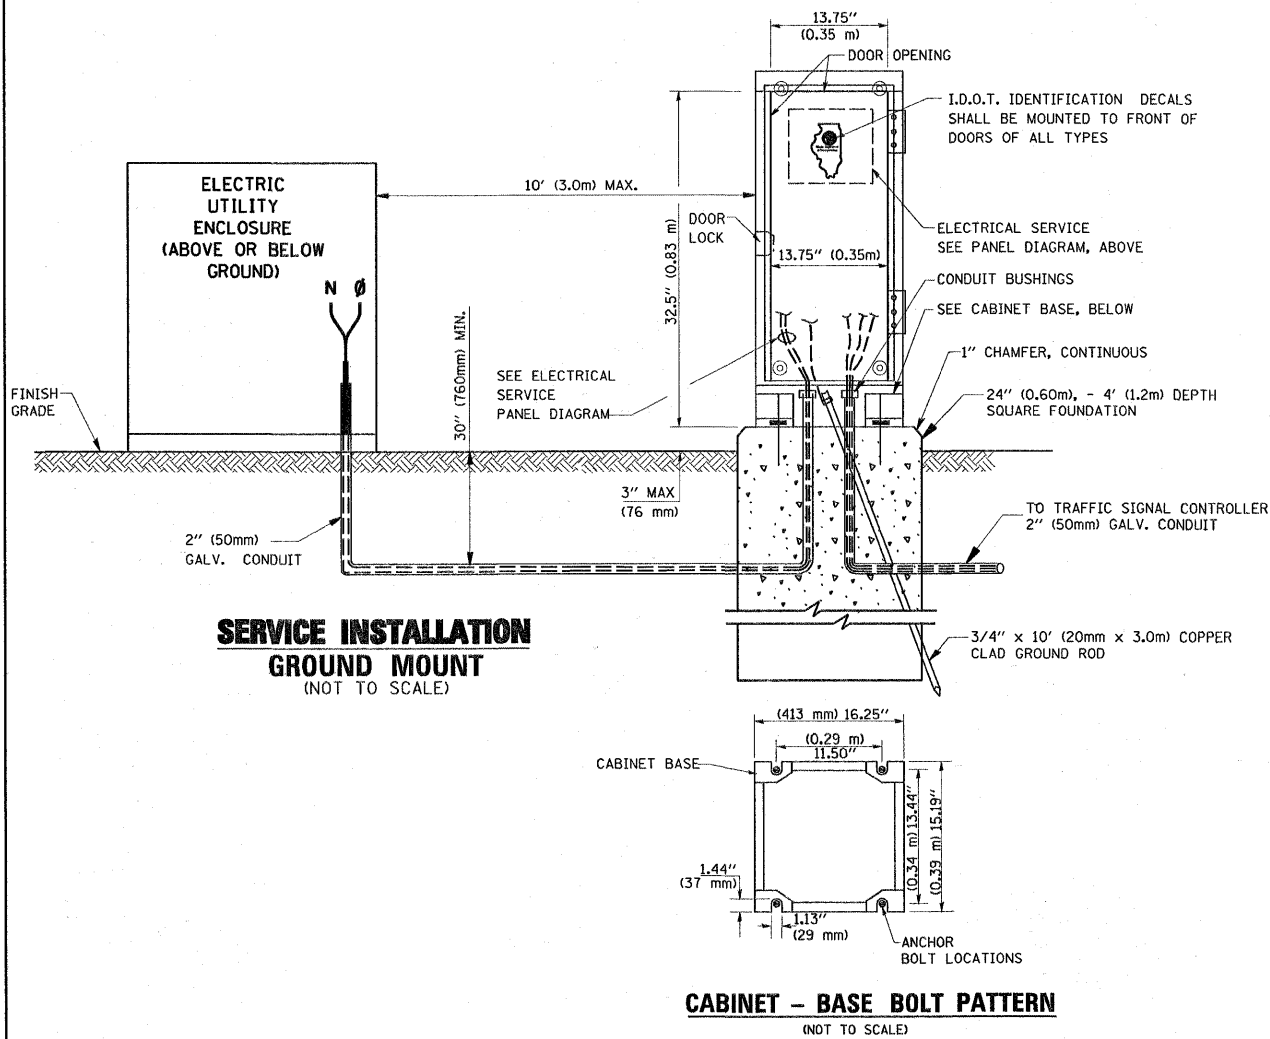 13.75"
(0.35 m)
DOOR OPENING
I.D.O.T. IDENTIFICATION DECALS
SHALL BE MOUNTED TO FRONT OF
DOORS OF ALL TYPES
ELECTRIC
UTILITY
ENCLOSURE
(ABOVE OR BELOW
GROUND)
N Ø
10' (3.0m) MAX.
DOOR
LOCK
32.5" (0.83 m)
13.75" (0.35m)
ELECTRICAL SERVICE
SEE PANEL DIAGRAM, ABOVE
CONDUIT BUSHINGS
SEE CABINET BASE, BELOW
1" CHAMFER, CONTINUOUS
24" (0.60m), - 4' (1.2m) DEPTH
SQUARE FOUNDATION
FINISH
GRADE
30" (760mm) MIN.
SEE ELECTRICAL
SERVICE
PANEL DIAGRAM
3" MAX
(76 mm)
2" (50mm)
GALV. CONDUIT
TO TRAFFIC SIGNAL CONTROLLER
2" (50mm) GALV. CONDUIT
3/4" x 10' (20mm x 3.0m) COPPER
CLAD GROUND ROD
SERVICE INSTALLATION
GROUND MOUNT
(NOT TO SCALE)
(413 mm) 16.25"
(0.29 m)
11.50"
CABINET BASE
(0.34 m) 13.44"
(0.39 m) 15.19"
1.44"
(37 mm)
1.13"
(29 mm)
ANCHOR
BOLT LOCATIONS
CABINET - BASE BOLT PATTERN
(NOT TO SCALE)